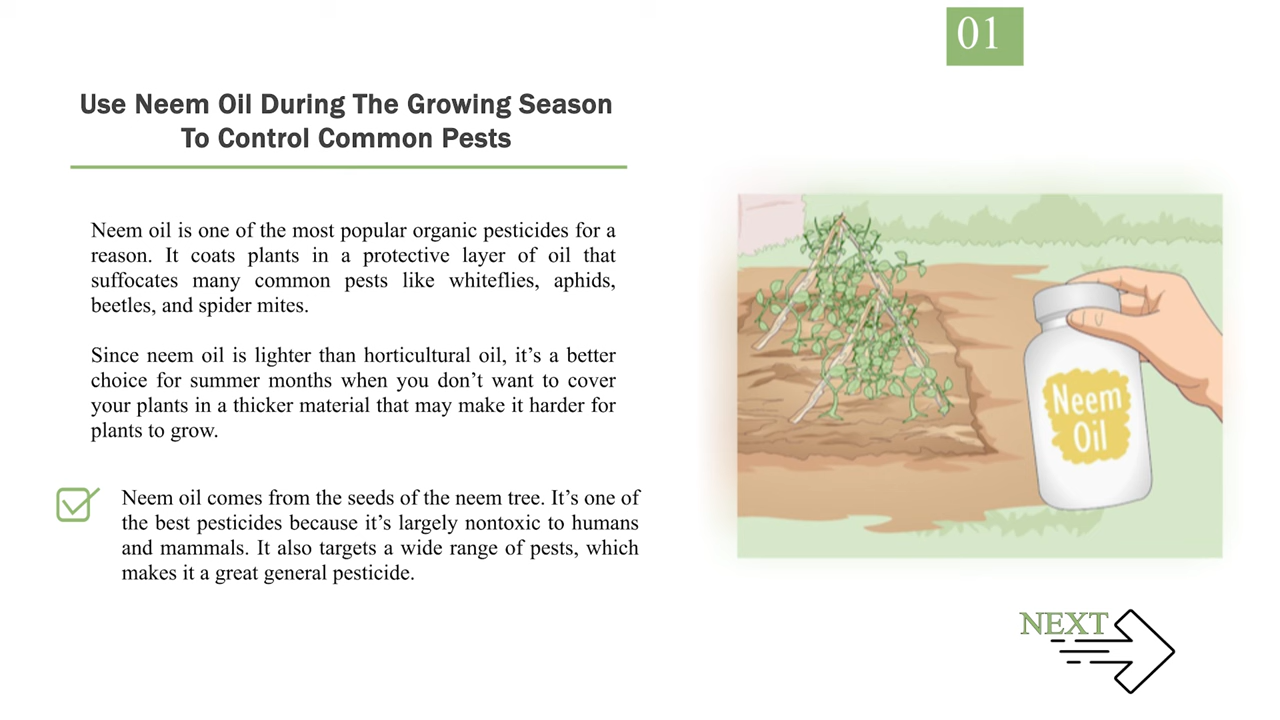 01
Use Neem Oil During The Growing Season
To Control Common Pests
Neem oil is one of the most popular organic pesticides for a
reason. It coats plants in a protective layer of oil that
suffocates many common pests like whiteflies, aphids,
beetles, and spider mites.
Since neem oil is lighter than horticultural oil, it’s a better
choice for summer months when you don’t want to cover
your plants in a thicker material that may make it harder for
plants to grow.
Neem oil comes from the seeds of the neem tree. It’s one of
the best pesticides because it’s largely nontoxic to humans
and mammals. It also targets a wide range of pests, which
makes it a great general pesticide.
Neem
Oil
NEXT